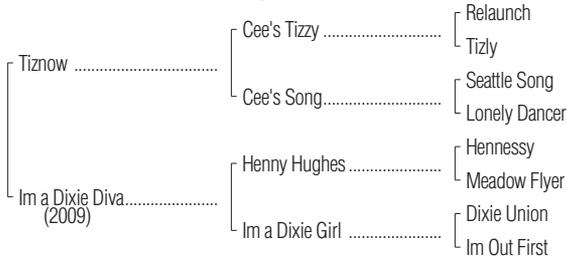 Relaunch
Cee's Tizzy ..............................
Tizly
Tiznow ....................................
Seattle Song
Cee's Song..............................
Lonely Dancer
Hennessy
Henny Hughes .......................
Meadow Flyer
Im a Dixie Diva.......................
(2009)
Dixie Union
Im a Dixie Girl .......................
Im Out First